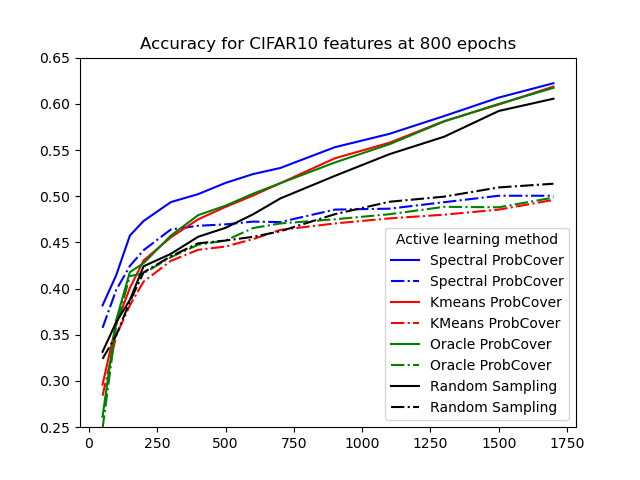 Accuracy for CIFAR10 features at 800 epochs
0.65
0.60
0.55
0.50
0.45
0.40
0.35
0.30
0.25
0 250 500 750 1000 1250 1500 1750
Active learning method
Spectral ProbCover
Spectral ProbCover
Kmeans ProbCover
KMeans ProbCover
Oracle ProbCover
Oracle ProbCover
Random Sampling
Random Sampling